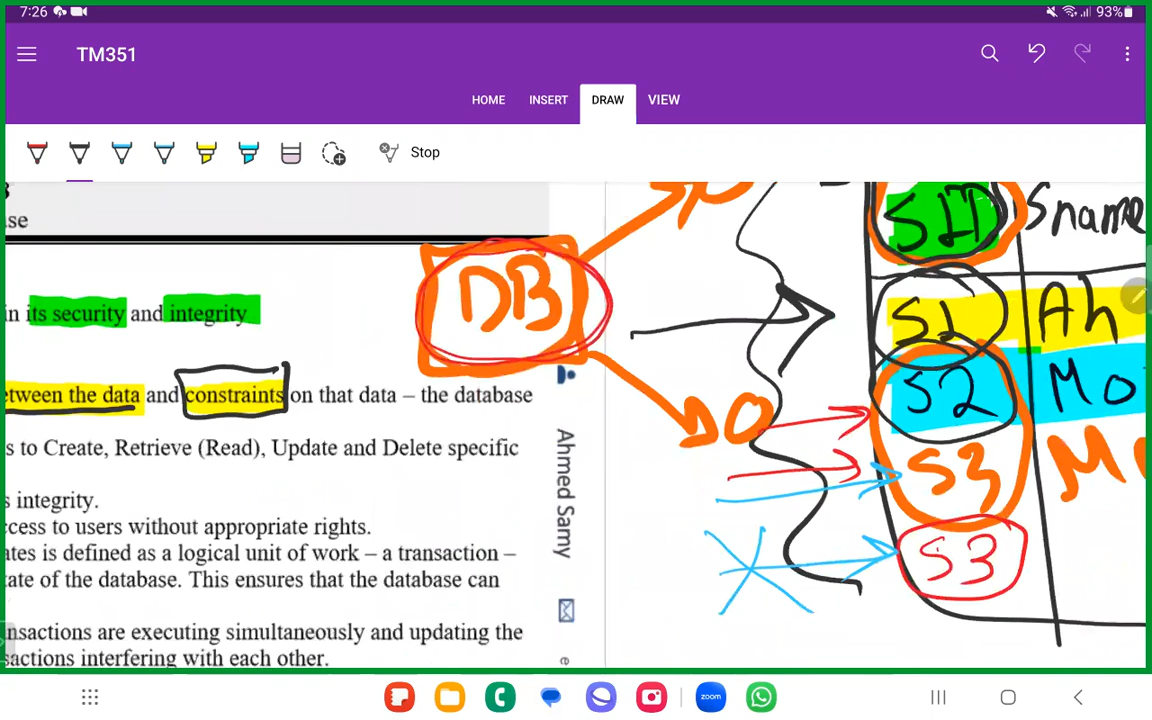 7:26
93%
TM351
HOME INSERT DRAW VIEW
Stop
se
in its security and integrity
etween the data and constraints on that data – the database
s to Create, Retrieve (Read), Update and Delete specific
s integrity.
ccess to users without appropriate rights.
ates is defined as a logical unit of work – a transaction –
tate of the database. This ensures that the database can
nsactions are executing simultaneously and updating the
sactions interfering with each other.
Ahmed Samy
e
DB
SID Sname
S1 Ah
S2 Mo
S3 M
S3
zoom